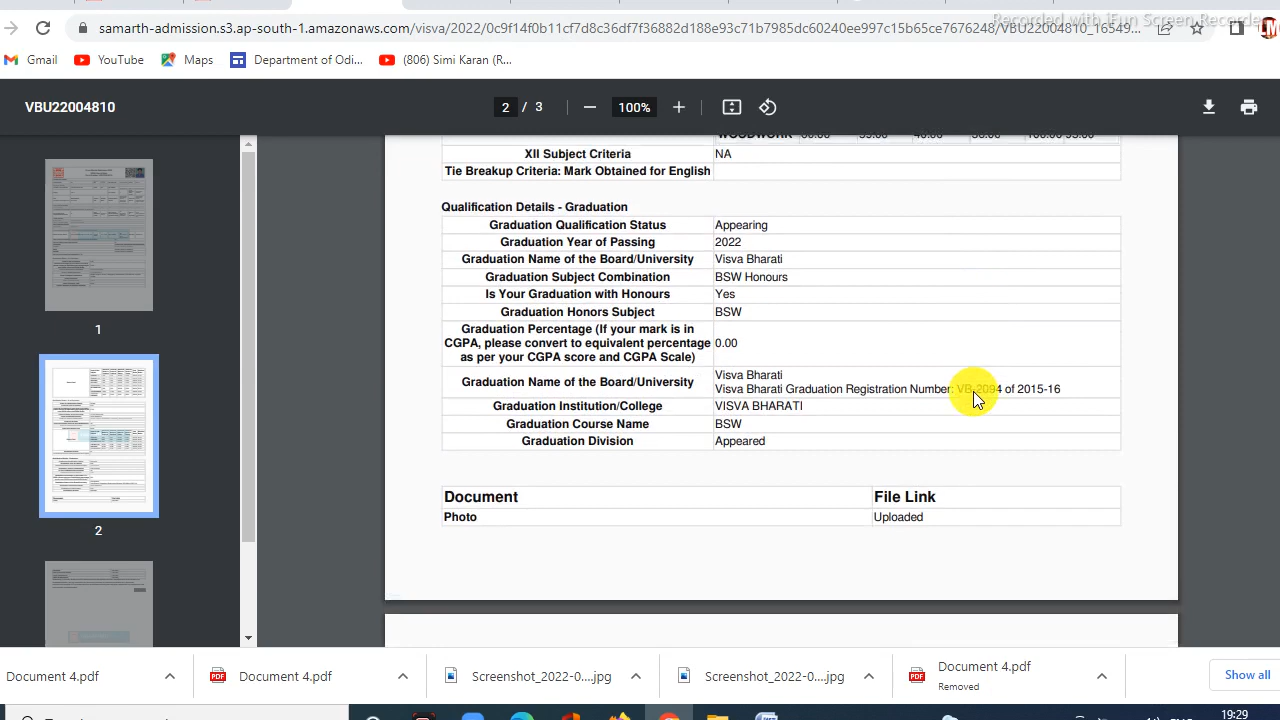 Recorded with iFun Screen Recorder
samarth-admission.s3.ap-south-1.amazonaws.com/visva/2022/
Gmail YouTube Maps Department of Odi... (806) Simi Karan (R...
VBU22004810 2 / 3 100%
WOODWORK
XII Subject Criteria NA
Tie Breakup Criteria: Mark Obtained for English
Qualification Details - Graduation
Graduation Qualification Status Appearing
Graduation Year of Passing 2022
Graduation Name of the Board/University Visva Bharati
Graduation Subject Combination BSW Honours
Is Your Graduation with Honours Yes
Graduation Honors Subject BSW
Graduation Percentage (If your mark is in
CGPA, please convert to equivalent percentage 0.00
as per your CGPA score and CGPA Scale)
Graduation Name of the Board/University Visva Bharati
Visva Bharati Graduation Registration Number: VB-2094 of 2015-16
Graduation Institution/College VISVA BHARATI
Graduation Course Name BSW
Graduation Division Appeared
Document File Link
Photo Uploaded
1
2
Document 4.pdf Document 4.pdf Screenshot_2022-0....jpg Screenshot_2022-0....jpg Document 4.pdf Show all
Removed
19:29